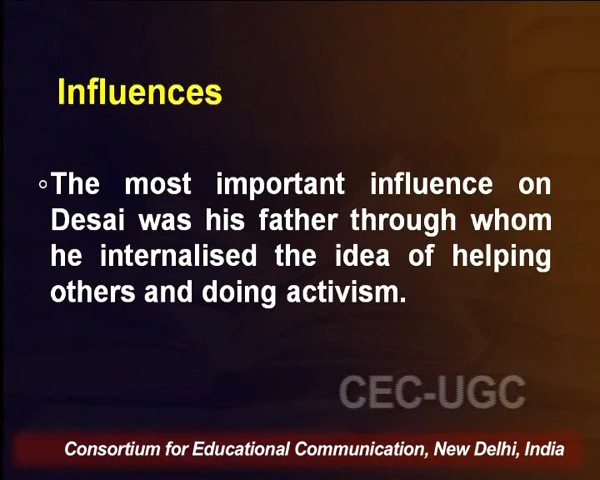 Influences
◦The most important influence on
Desai was his father through whom
he internalised the idea of helping
others and doing activism.
CEC-UGC
Consortium for Educational Communication, New Delhi, India